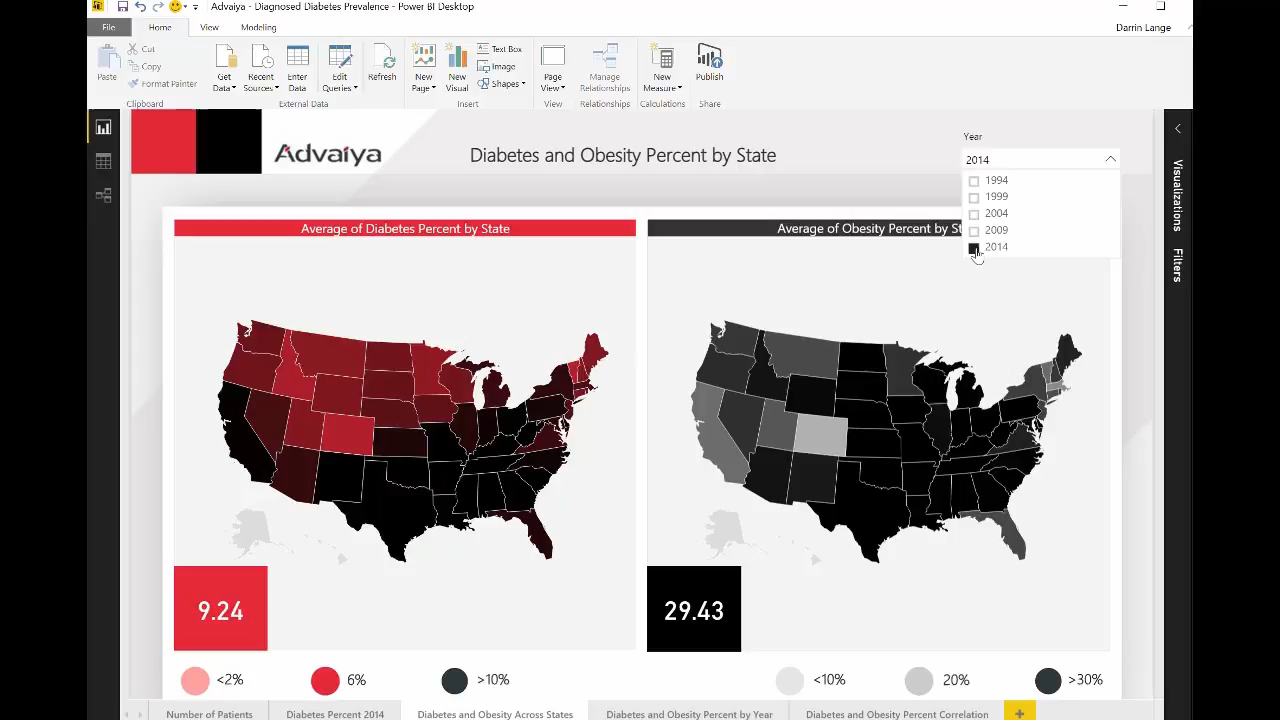 Advaiya - Diagnosed Diabetes Prevalence - Power BI Desktop
File Home View Modeling Darrin Lange
Paste
Cut
Copy
Format Painter
Get Data
Recent Sources
Enter Data
Edit Queries
Refresh
New Page
New Visual
Text Box
Image
Shapes
Page View
Manage Relationships
New Measure
Publish
Clipboard External Data Insert View Relationships Calculations Share
Advaiya
Diabetes and Obesity Percent by State
Year
2014
1994
1999
2004
2009
2014
Visualizations
Filters
Average of Diabetes Percent by State
Average of Obesity Percent by St
9.24
29.43
<2% 6% >10%
<10% 20% >30%
Number of Patients Diabetes Percent 2014 Diabetes and Obesity Across States Diabetes and Obesity Percent by Year Diabetes and Obesity Percent Correlation +